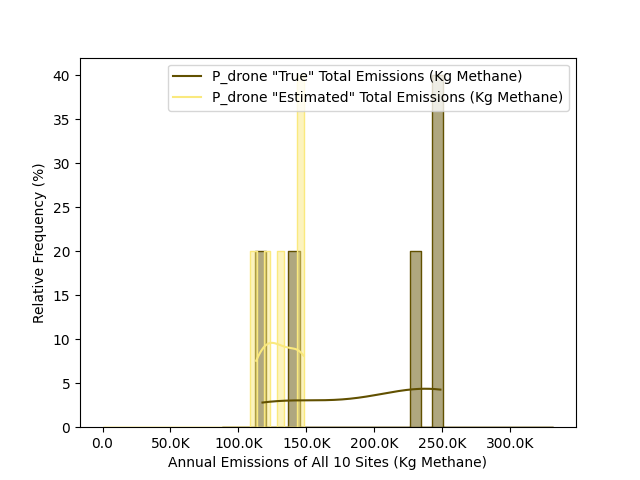 P_drone "True" Total Emissions (Kg Methane)
P_drone "Estimated" Total Emissions (Kg Methane)
Relative Frequency (%)
40
35
30
25
20
15
10
5
0
0.0 50.0K 100.0K 150.0K 200.0K 250.0K 300.0K
Annual Emissions of All 10 Sites (Kg Methane)